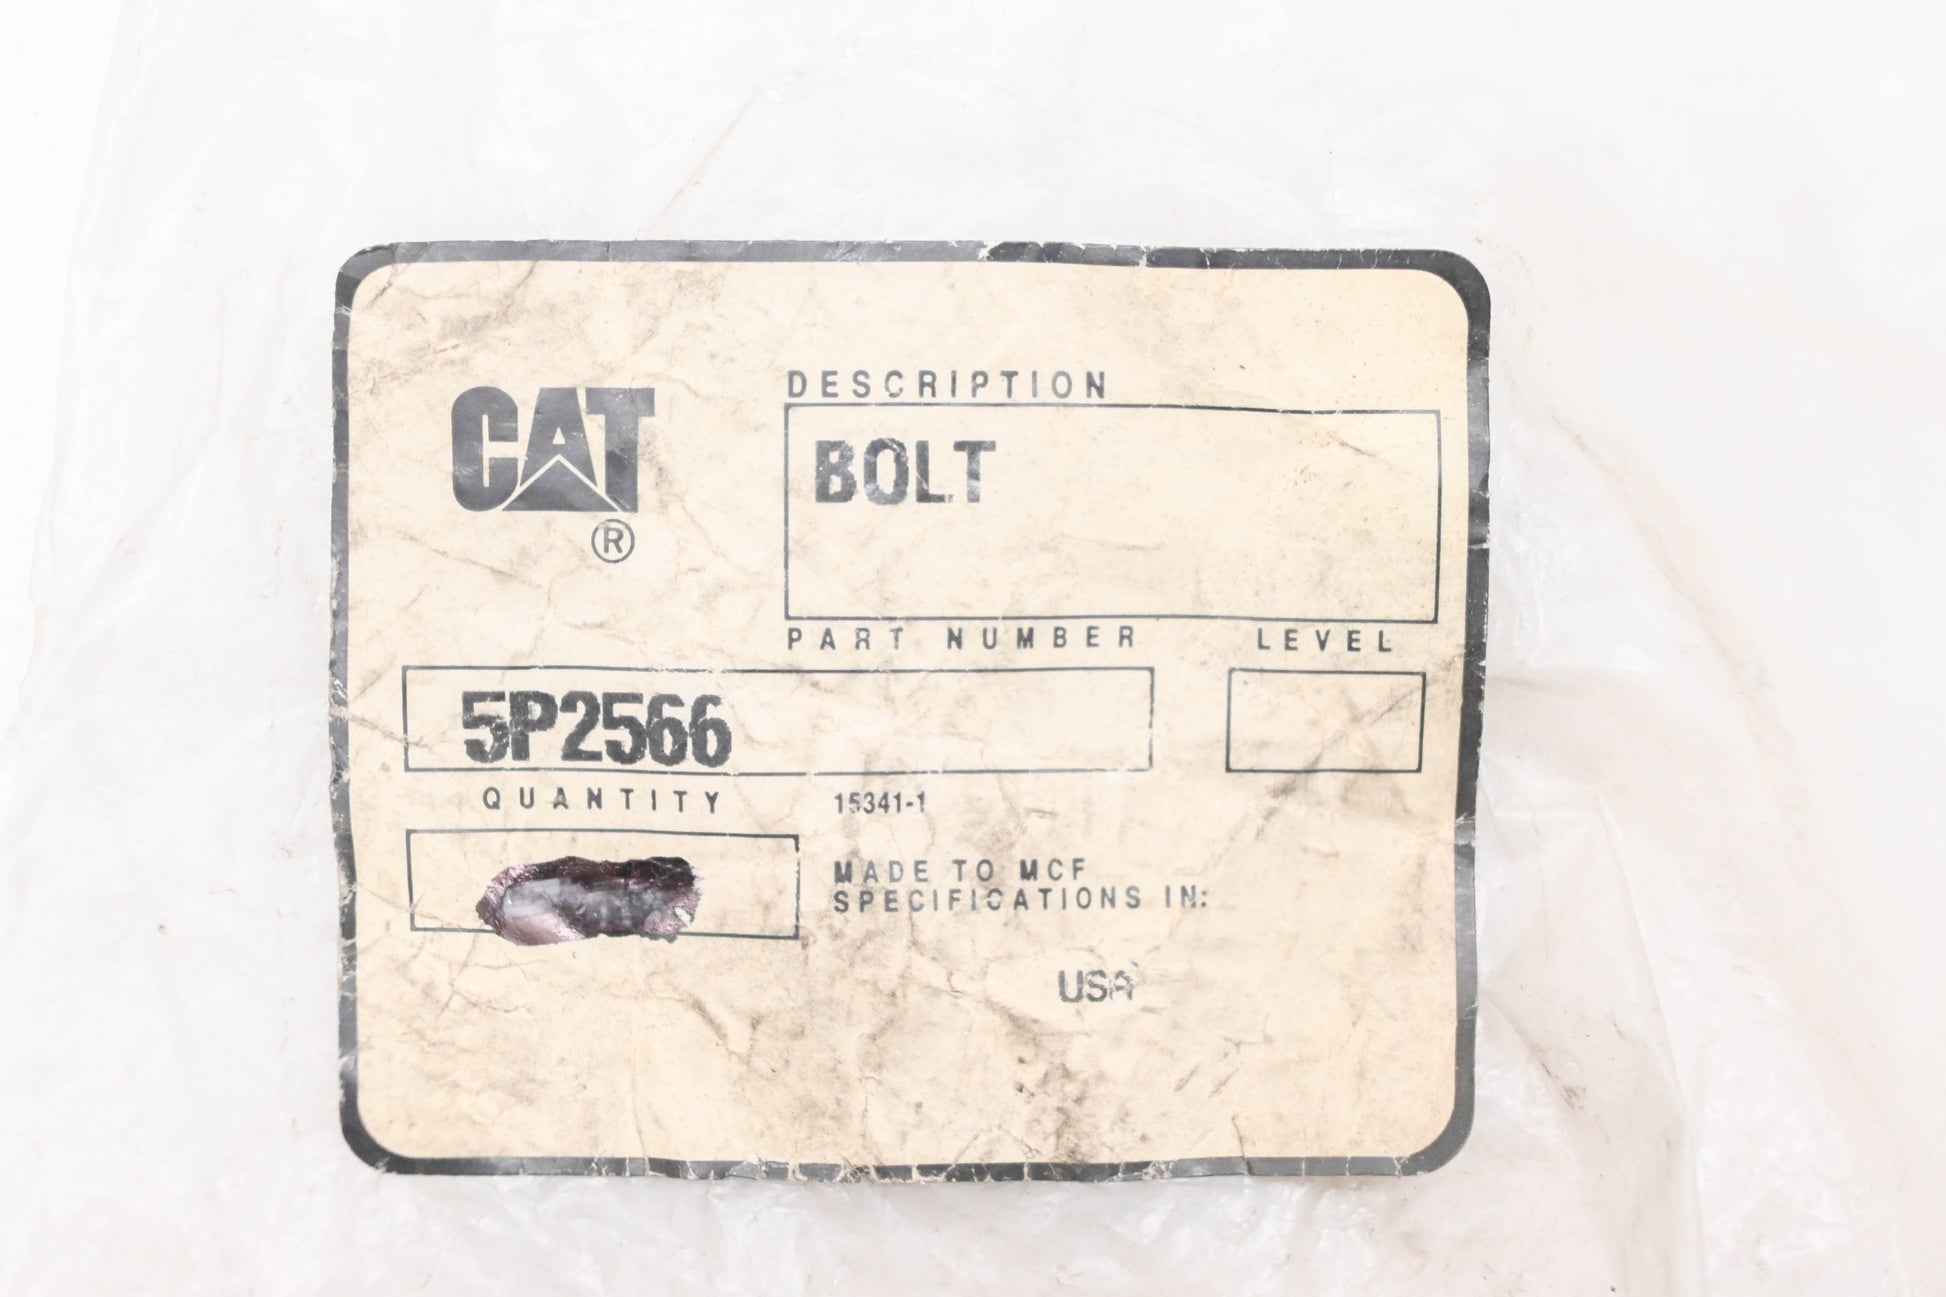 CAT
®
DESCRIPTION
BOLT
PART NUMBER
LEVEL
5P2566
QUANTITY
15341-1
MADE TO MCF
SPECIFICATIONS IN:
USA